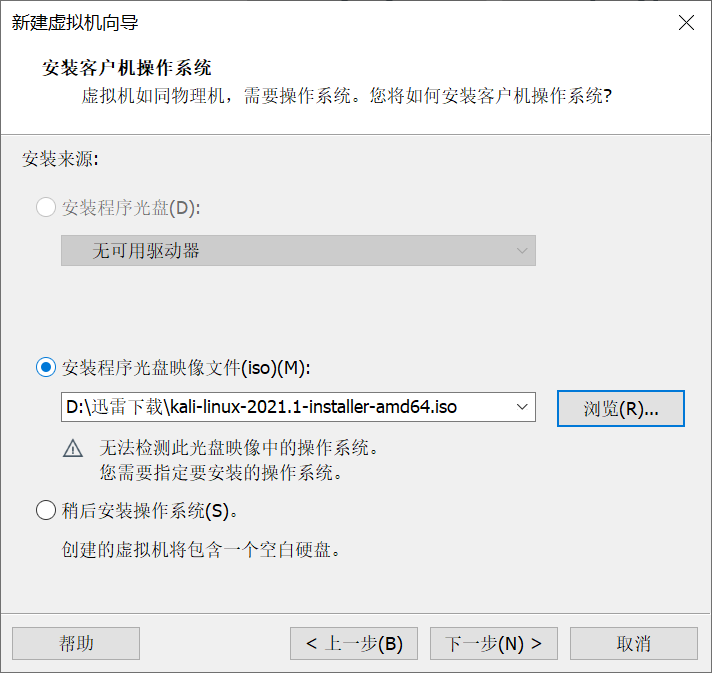 新建虚拟机向导
安装客户机操作系统
虚拟机如同物理机，需要操作系统。您将如何安装客户机操作系统?
安装来源:
安装程序光盘(D):
无可用驱动器
安装程序光盘映像文件(iso)(M):
D:\迅雷下载\kali-linux-2021.1-installer-amd64.iso
浏览(R)...
无法检测此光盘映像中的操作系统。
您需要指定要安装的操作系统。
稍后安装操作系统(S)。
创建的虚拟机将包含一个空白硬盘。
帮助
< 上一步(B)
下一步(N) >
取消